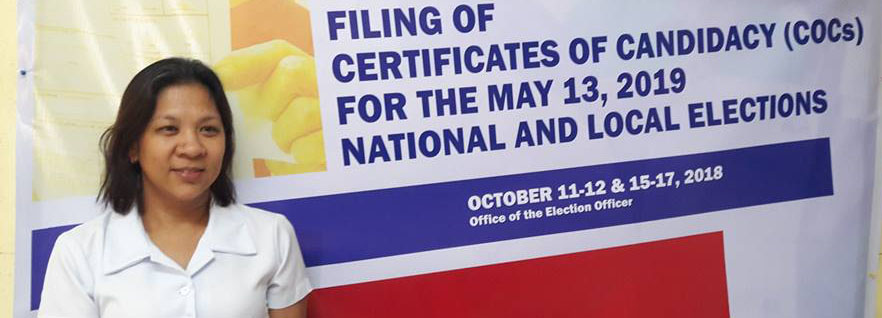 FILING OF
CERTIFICATES OF CANDIDACY (COCs)
FOR THE MAY 13, 2019
NATIONAL AND LOCAL ELECTIONS
OCTOBER 11-12 & 15-17, 2018
Office of the Election Officer